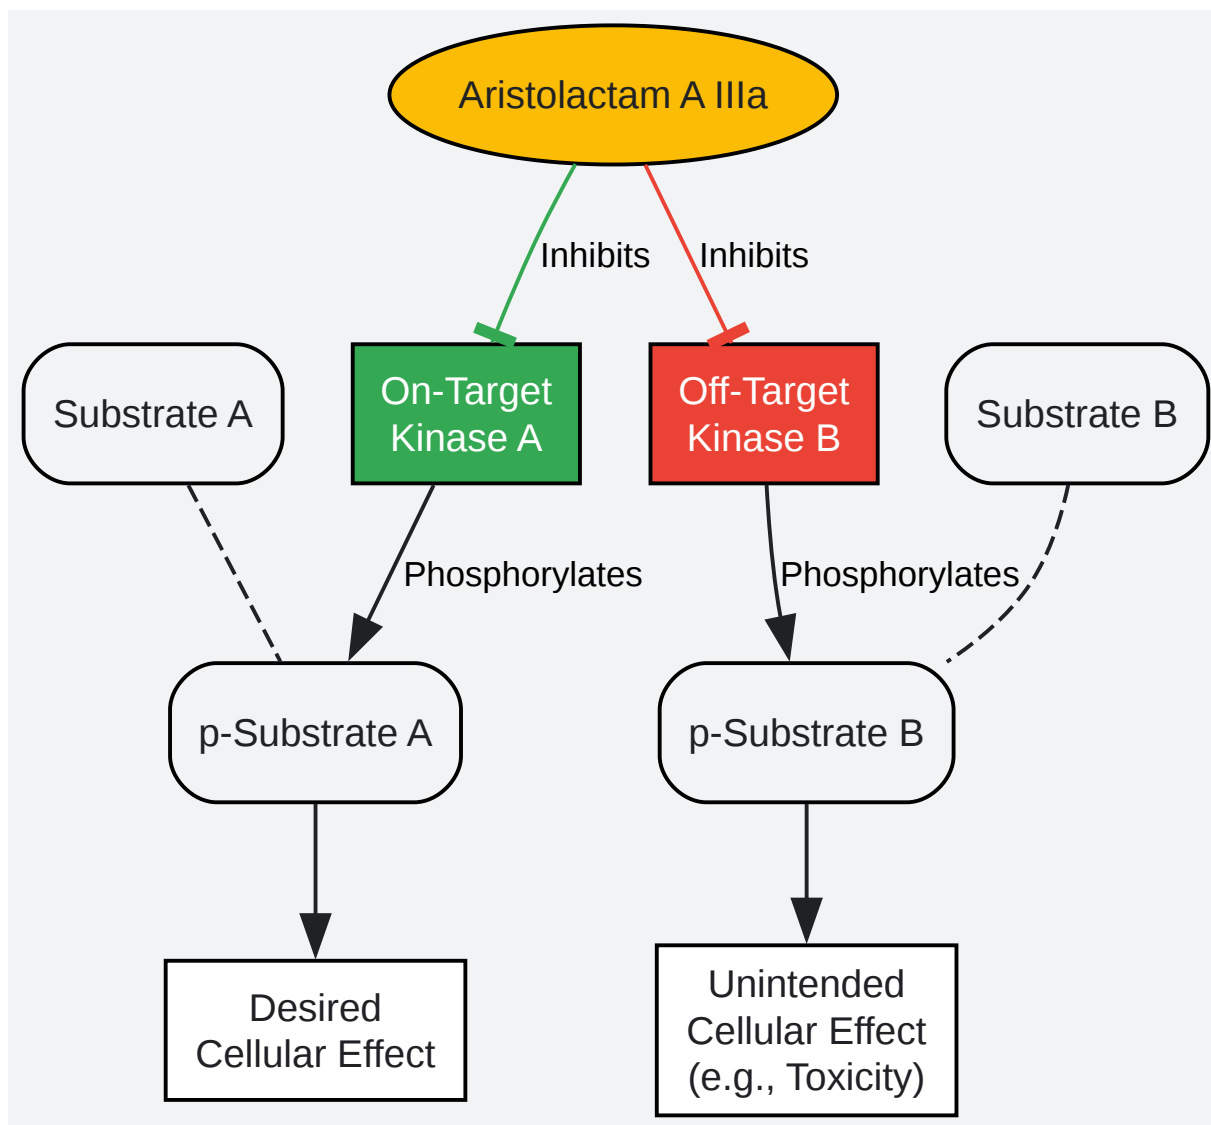 Aristolactam A IIIa
Inhibits
Inhibits
Substrate A
On-Target
Kinase A
Off-Target
Kinase B
Substrate B
Phosphorylates
Phosphorylates
p-Substrate A
p-Substrate B
Desired
Cellular Effect
Unintended
Cellular Effect
(e.g., Toxicity)